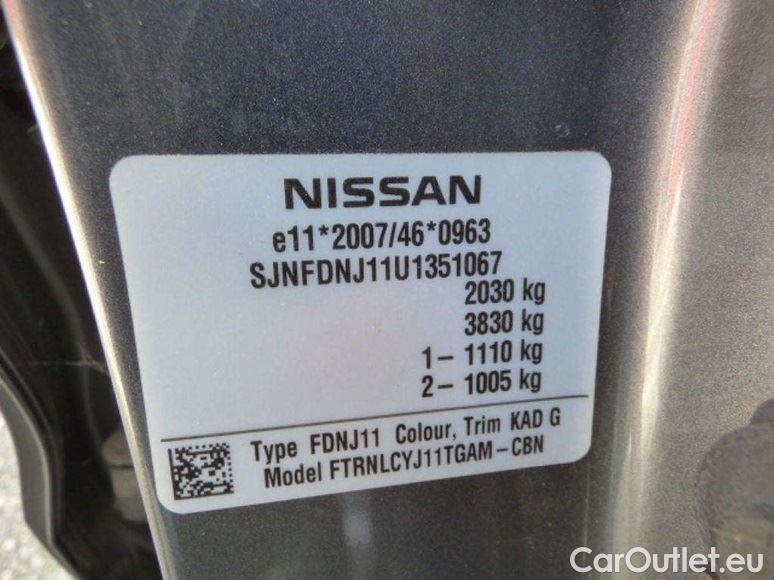 NISSAN
e11*2007/46*0963
SJNFDNJ11U1351067
2030 kg
3830 kg
1- 1110 kg
2- 1005 kg
Type FDNJ11 Colour, Trim KAD G
Model FTRNLCYJ11TGAM-CBN
CarOutlet.eu